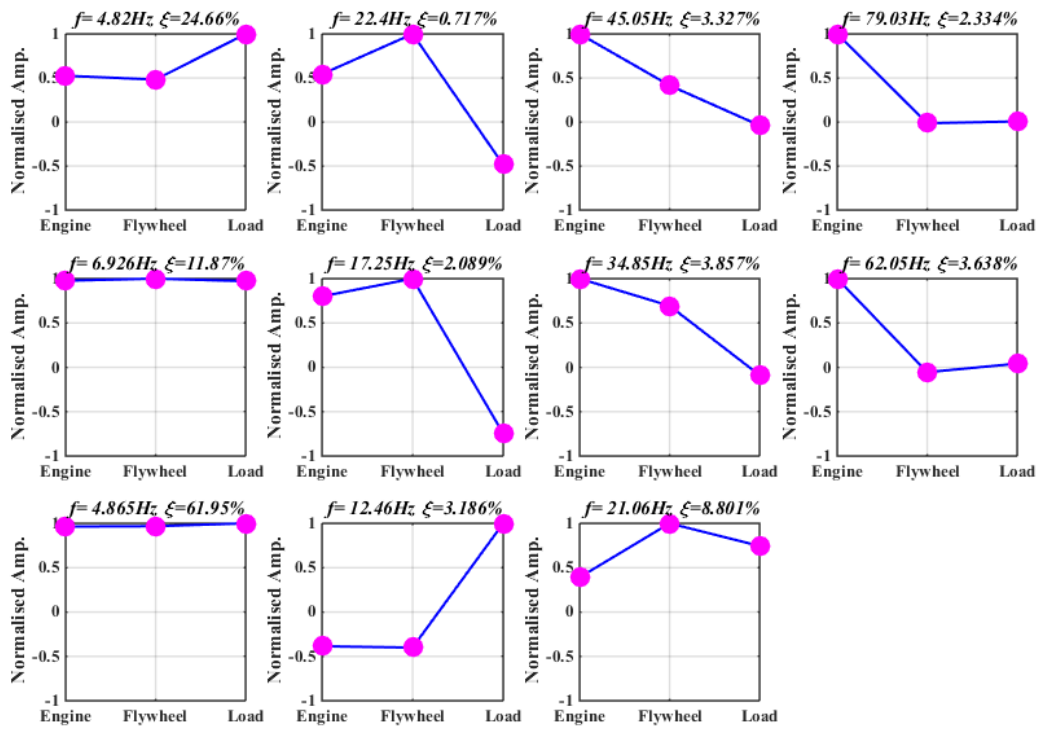 f= 4.82Hz ξ=24.66%
f= 22.4Hz ξ=0.717%
f= 45.05Hz ξ=3.327%
f= 79.03Hz ξ=2.334%
Normalised Amp.
1
0.5
0
-0.5
-1
Engine Flywheel Load
Normalised Amp.
1
0.5
0
-0.5
-1
Engine Flywheel Load
Normalised Amp.
1
0.5
0
-0.5
-1
Engine Flywheel Load
Normalised Amp.
1
0.5
0
-0.5
-1
Engine Flywheel Load
f= 6.926Hz ξ=11.87%
f= 17.25Hz ξ=2.089%
f= 34.85Hz ξ=3.857%
f= 62.05Hz ξ=3.638%
Normalised Amp.
1
0.5
0
-0.5
-1
Engine Flywheel Load
Normalised Amp.
1
0.5
0
-0.5
-1
Engine Flywheel Load
Normalised Amp.
1
0.5
0
-0.5
-1
Engine Flywheel Load
Normalised Amp.
1
0.5
0
-0.5
-1
Engine Flywheel Load
f= 4.865Hz ξ=61.95%
f= 12.46Hz ξ=3.186%
f= 21.06Hz ξ=8.801%
Normalised Amp.
1
0.5
0
-0.5
-1
Engine Flywheel Load
Normalised Amp.
1
0.5
0
-0.5
-1
Engine Flywheel Load
Normalised Amp.
1
0.5
0
-0.5
-1
Engine Flywheel Load